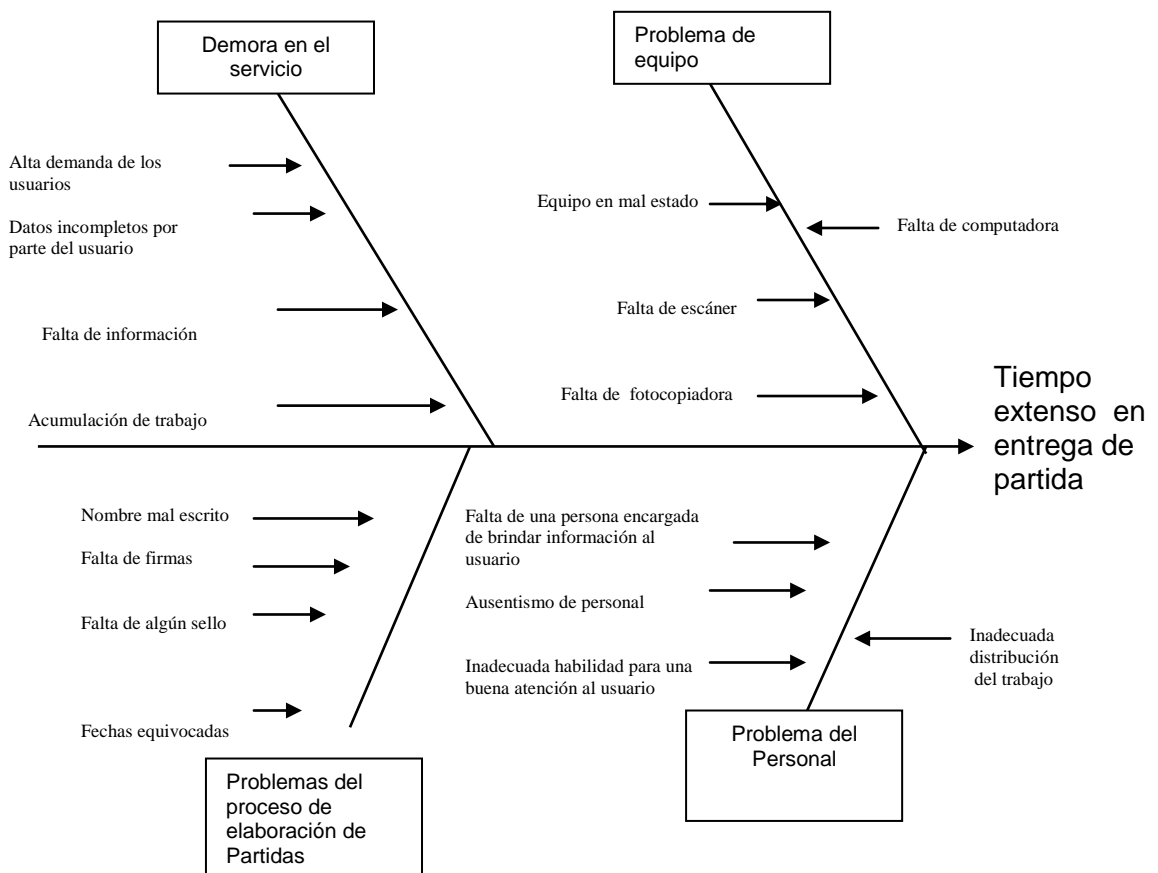 Demora en el
servicio
Problema de
equipo
Alta demanda de los
usuarios
Datos incompletos por
parte del usuario
Falta de información
Acumulación de trabajo
Equipo en mal estado
Falta de computadora
Falta de escáner
Falta de  fotocopiadora
Tiempo
extenso  en
entrega de
partida
Nombre mal escrito
Falta de firmas
Falta de algún sello
Fechas equivocadas
Problemas del
proceso de
elaboración de
Partidas
Falta de una persona encargada
de brindar información al
usuario
Ausentismo de personal
Inadecuada habilidad para una
buena atención al usuario
Inadecuada
distribución
del trabajo
Problema del
Personal